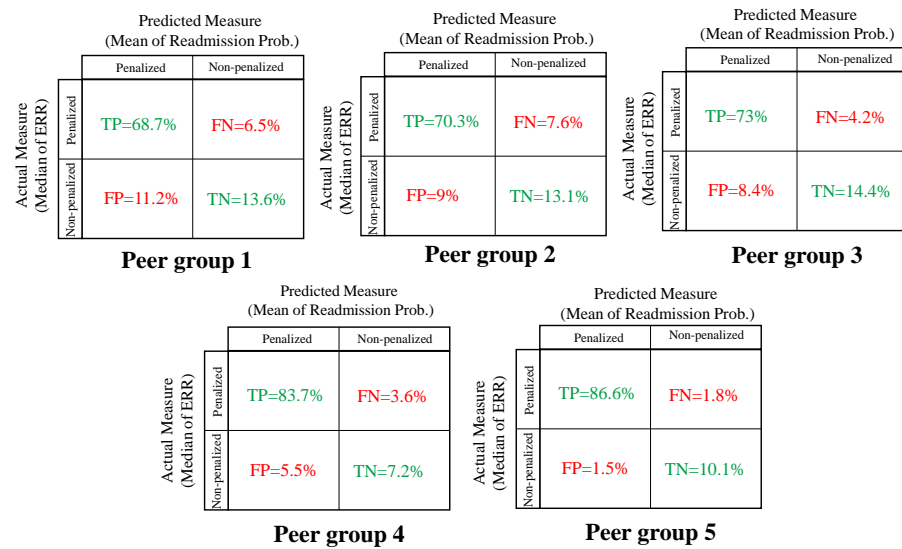 Predicted Measure
(Mean of Readmission Prob.)
Penalized
Non-penalized
Actual Measure
(Median of ERR)
Penalized
TP=68.7%
FN=6.5%
Non-penalized
FP=11.2%
TN=13.6%
Peer group 1
Predicted Measure
(Mean of Readmission Prob.)
Penalized
Non-penalized
Actual Measure
(Median of ERR)
Penalized
TP=70.3%
FN=7.6%
Non-penalized
FP=9%
TN=13.1%
Peer group 2
Predicted Measure
(Mean of Readmission Prob.)
Penalized
Non-penalized
Actual Measure
(Median of ERR)
Penalized
TP=73%
FN=4.2%
Non-penalized
FP=8.4%
TN=14.4%
Peer group 3
Predicted Measure
(Mean of Readmission Prob.)
Penalized
Non-penalized
Actual Measure
(Median of ERR)
Penalized
TP=83.7%
FN=3.6%
Non-penalized
FP=5.5%
TN=7.2%
Peer group 4
Predicted Measure
(Mean of Readmission Prob.)
Penalized
Non-penalized
Actual Measure
(Median of ERR)
Penalized
TP=86.6%
FN=1.8%
Non-penalized
FP=1.5%
TN=10.1%
Peer group 5